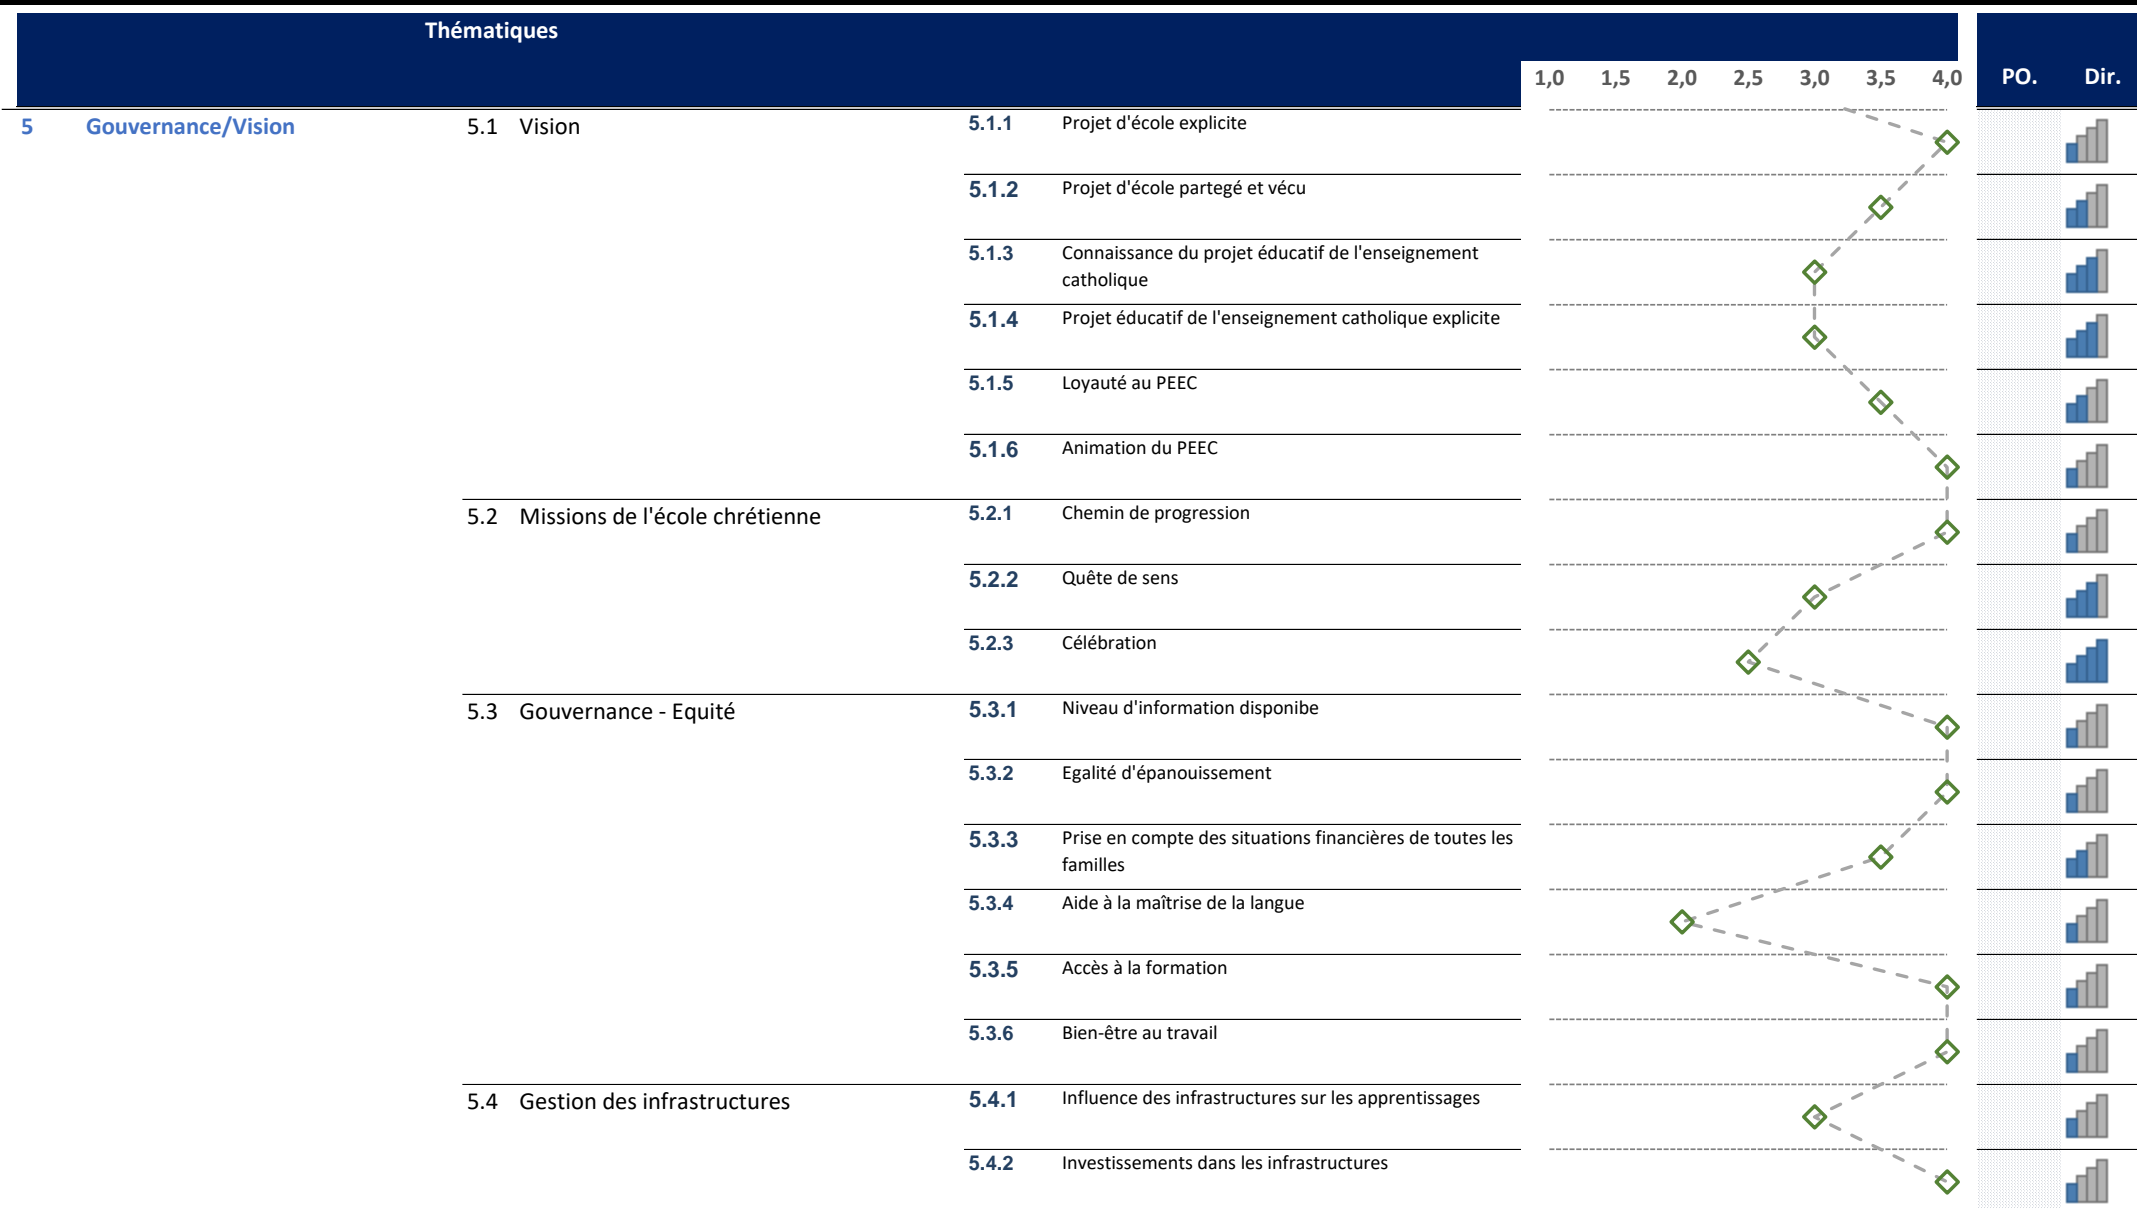 Thématiques
1,0 1,5 2,0 2,5 3,0 3,5 4,0 PO. Dir.
5 Gouvernance/Vision 5.1 Vision 5.1.1 Projet d'école explicite
5.1.2 Projet d'école partegé et vécu
5.1.3 Connaissance du projet éducatif de l'enseignement
catholique
5.1.4 Projet éducatif de l'enseignement catholique explicite
5.1.5 Loyauté au PEEC
5.1.6 Animation du PEEC
5.2 Missions de l'école chrétienne 5.2.1 Chemin de progression
5.2.2 Quête de sens
5.2.3 Célébration
5.3 Gouvernance - Equité 5.3.1 Niveau d'information disponibe
5.3.2 Egalité d'épanouissement
5.3.3 Prise en compte des situations financières de toutes les
familles
5.3.4 Aide à la maîtrise de la langue
5.3.5 Accès à la formation
5.3.6 Bien-être au travail
5.4 Gestion des infrastructures 5.4.1 Influence des infrastructures sur les apprentissages
5.4.2 Investissements dans les infrastructures